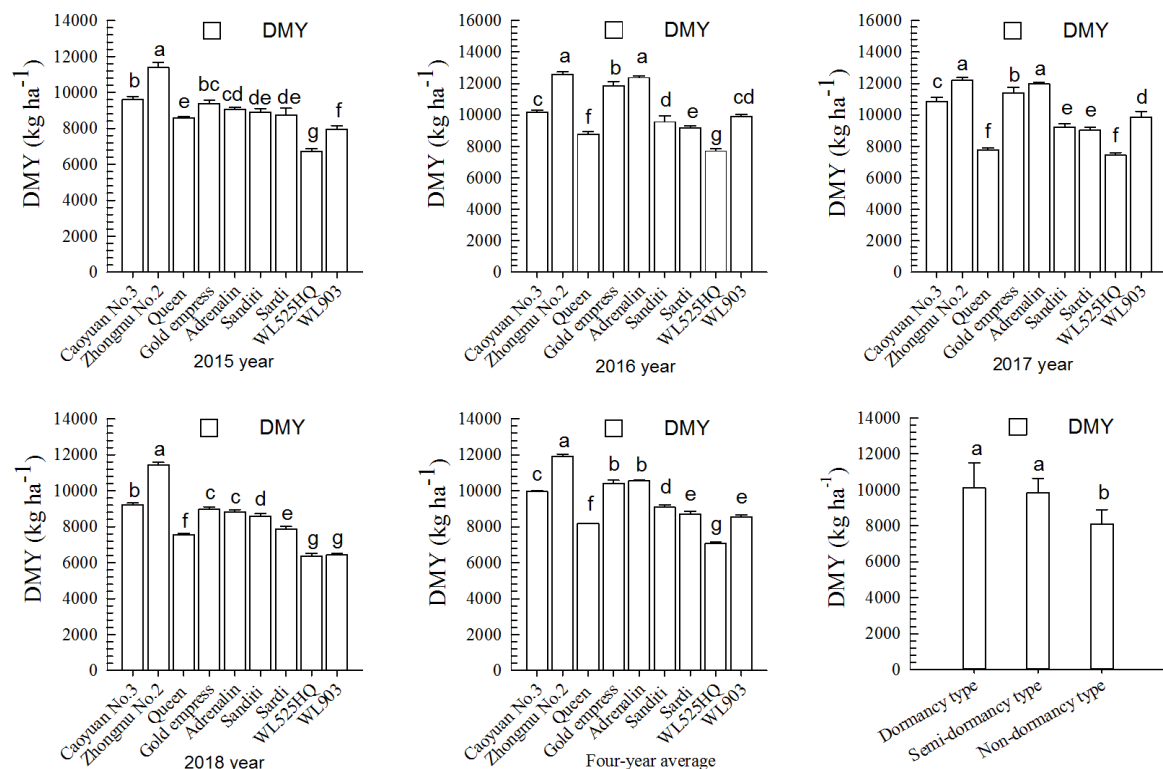 DMY
DMY (kg ha⁻¹)
14000
12000
10000
8000
6000
4000
2000
0
b a e bc cd de de g f
Caoyuan No.3
Zhongmu No.2
Queen
Gold empress
Adrenalin
Sanditi
Sardi
WL525HQ
WL903
2015 year
DMY
DMY (kg ha⁻¹)
16000
14000
12000
10000
8000
6000
4000
2000
0
c a f b a d e g cd
Caoyuan No.3
Zhongmu No.2
Queen
Gold empress
Adrenalin
Sanditi
Sardi
WL525HQ
WL903
2016 year
DMY
DMY (kg ha⁻¹)
16000
14000
12000
10000
8000
6000
4000
2000
0
c a f b a e e f d
Caoyuan No.3
Zhongmu No.2
Queen
Gold empress
Adrenalin
Sanditi
Sardi
WL525HQ
WL903
2017 year
DMY
DMY (kg ha⁻¹)
14000
12000
10000
8000
6000
4000
2000
0
b a f c c d e g g
Caoyuan No.3
Zhongmu No.2
Queen
Gold empress
Adrenalin
Sanditi
Sardi
WL525HQ
WL903
2018 year
DMY
DMY (kg ha⁻¹)
14000
12000
10000
8000
6000
4000
2000
0
c a f b b d e g e
Caoyuan No.3
Zhongmu No.2
Queen
Gold empress
Adrenalin
Sanditi
Sardi
WL525HQ
WL903
Four-year average
DMY
DMY (kg ha⁻¹)
14000
12000
10000
8000
6000
4000
2000
0
a a b
Dormancy type
Semi-dormancy type
Non-dormancy type